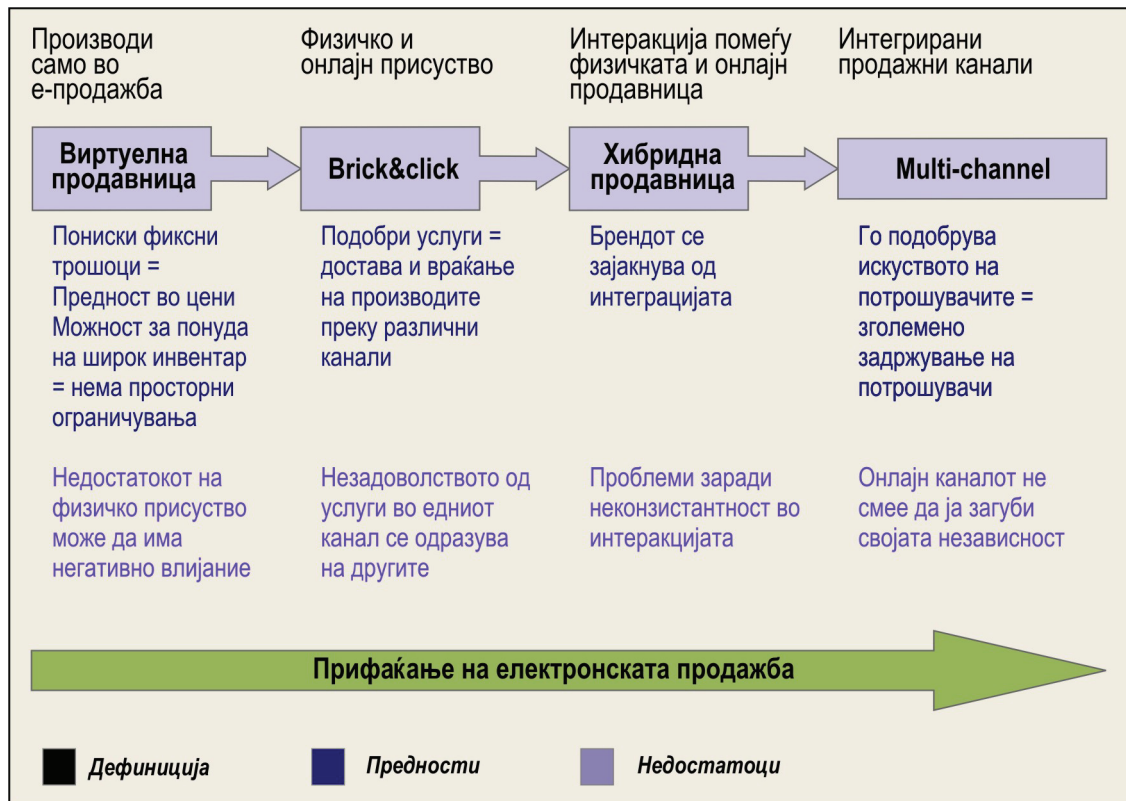 Производи
само во
е-продажба
Физичко и
онлајн присуство
Интеракција помеѓу
физичката и онлајн
продавница
Интегрирани
продажни канали
Виртуелна
продавница
Brick&click
Хибридна
продавница
Multi-channel
Пониски фиксни
трошоци =
Предност во цени
Можност за понуда
на широк инвентар
= нема просторни
ограничувања
Подобри услуги =
достава и враќање
на производите
преку различни
канали
Брендот се
зајакнува од
интеграцијата
Го подобрува
искуството на
потрошувачите =
зголемено
задржување на
потрошувачи
Недостатокот на
физичко присуство
може да има
негативно влијание
Незадоволството од
услуги во едниот
канал се одразува
на другите
Проблеми заради
неконзистантност во
интеракцијата
Онлајн каналот не
смее да ја загуби
својата независност
Прифаќање на електронската продажба
Дефиниција
Предности
Недостатоци